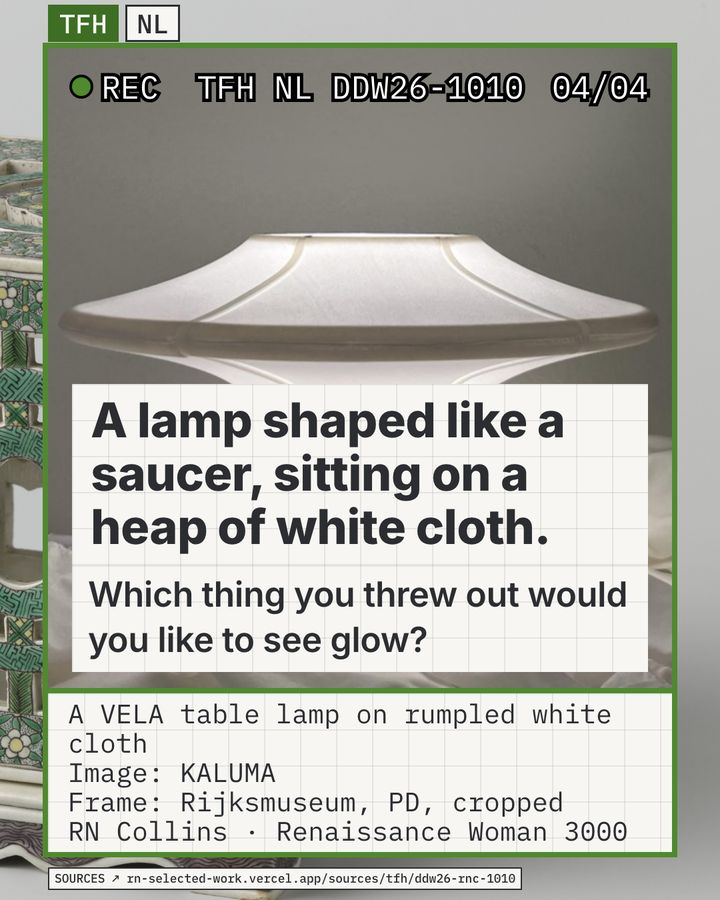 TFH NL
REC TFH NL DDW26-1010 04/04
A lamp shaped like a
saucer, sitting on a
heap of white cloth.
Which thing you threw out would
you like to see glow?
A VELA table lamp on rumpled white
cloth
Image: KALUMA
Frame: Rijksmuseum, PD, cropped
RN Collins · Renaissance Woman 3000
SOURCES ↗ rn-selected-work.vercel.app/sources/tfh/ddw26-rnc-1010